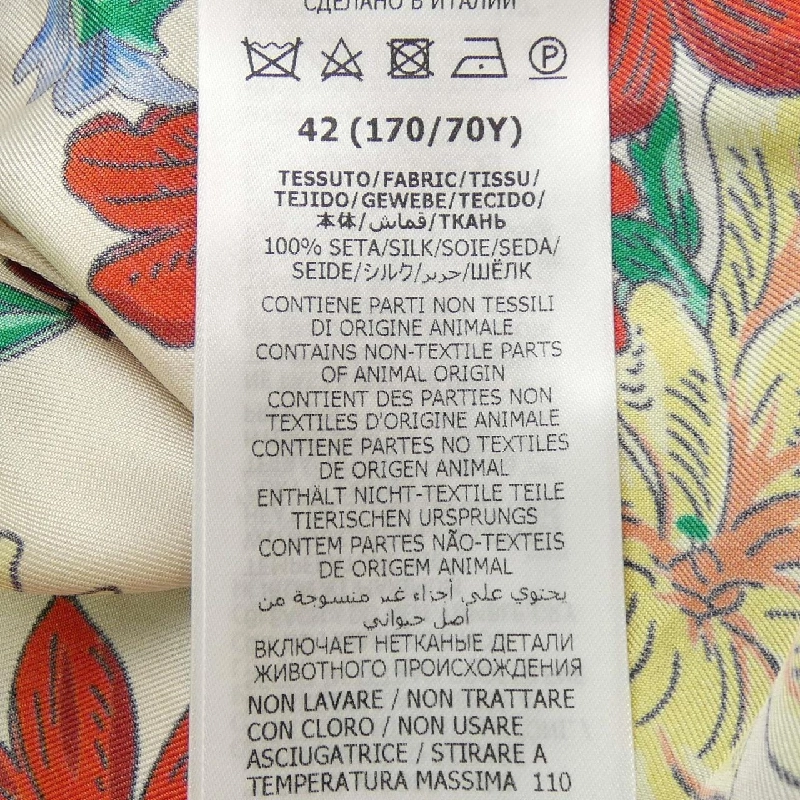 СДЕЛАНО В ИТАЛИИ
P
42 (170/70Y)
TESSUTO/FABRIC/TISSU/
TEJIDO/GEWEBE/TECIDO/
本体/قماش/ТКАНЬ
100% SETA/SILK/SOIE/SEDA/
SEIDE/シルク/حرير/ШЁЛК
CONTIENE PARTI NON TESSILI
DI ORIGINE ANIMALE
CONTAINS NON-TEXTILE PARTS
OF ANIMAL ORIGIN
CONTIENT DES PARTIES NON
TEXTILES D'ORIGINE ANIMALE
CONTIENE PARTES NO TEXTILES
DE ORIGEN ANIMAL
ENTHÄLT NICHT-TEXTILE TEILE
TIERISCHEN URSPRUNGS
CONTEM PARTES NÃO-TEXTEIS
DE ORIGEM ANIMAL
يحتوي على أجزاء غير منسوجة من
أصل حيواني
ВКЛЮЧАЕТ НЕТКАНЫЕ ДЕТАЛИ
ЖИВОТНОГО ПРОИСХОЖДЕНИЯ
NON LAVARE / NON TRATTARE
CON CLORO / NON USARE
ASCIUGATRICE / STIRARE A
TEMPERATURA MASSIMA 110